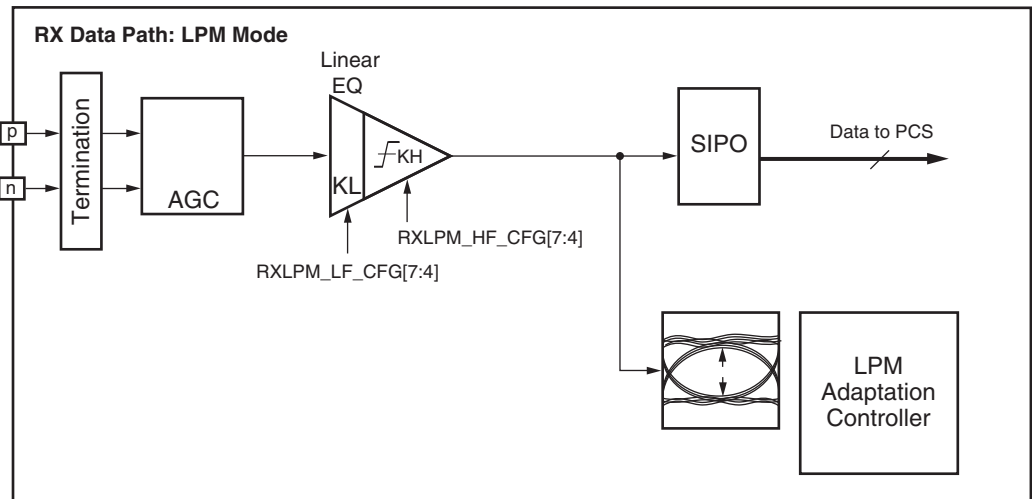 RX Data Path: LPM Mode
Linear
EQ
p
n
Termination
AGC
KL
KH
RXLPM_HF_CFG[7:4]
RXLPM_LF_CFG[7:4]
SIPO
Data to PCS
LPM
Adaptation
Controller